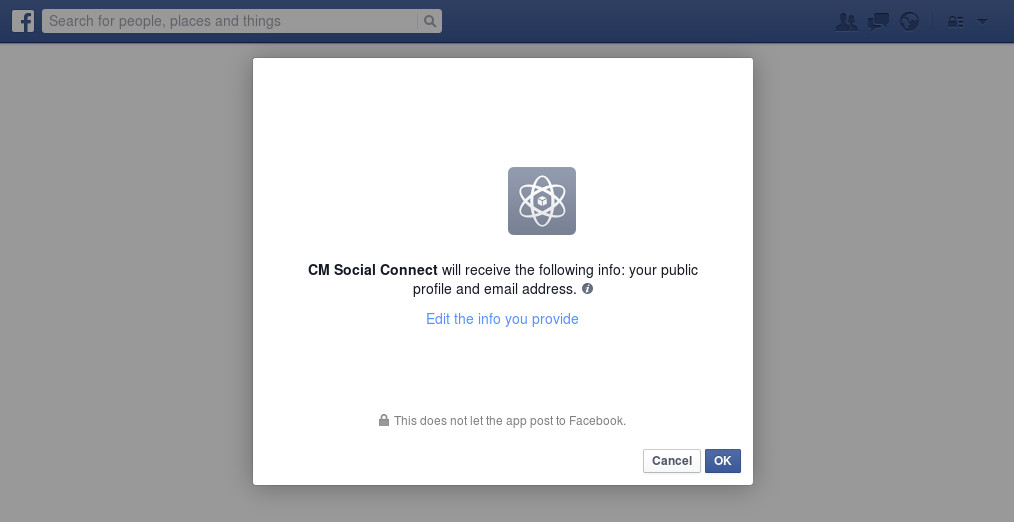 Search for people, places and things
CM Social Connect will receive the following info: your public
profile and email address.
Edit the info you provide
This does not let the app post to Facebook.
Cancel OK